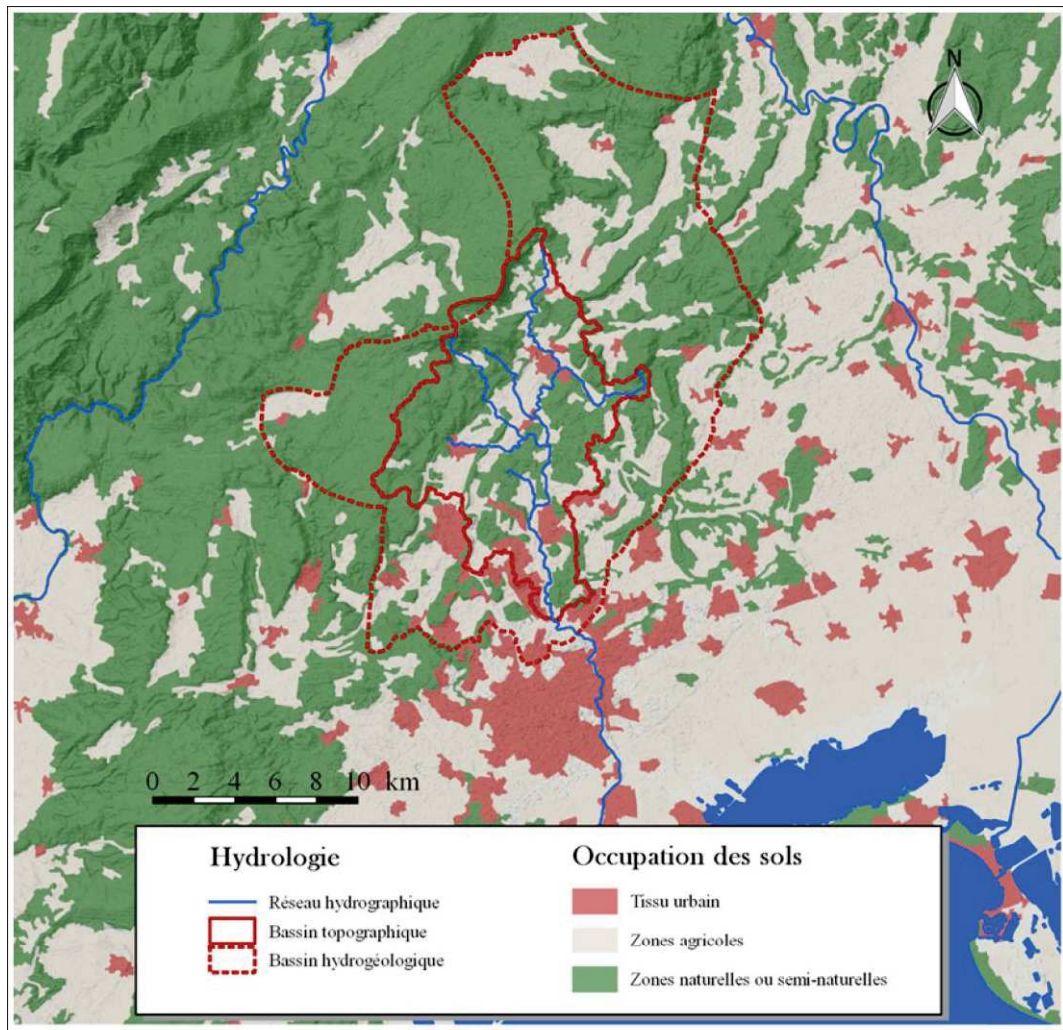 N
0 2 4 6 8 10 km
Hydrologie
Réseau hydrographique
Bassin topographique
Bassin hydrogéologique
Occupation des sols
Tissu urbain
Zones agricoles
Zones naturelles ou semi-naturelles